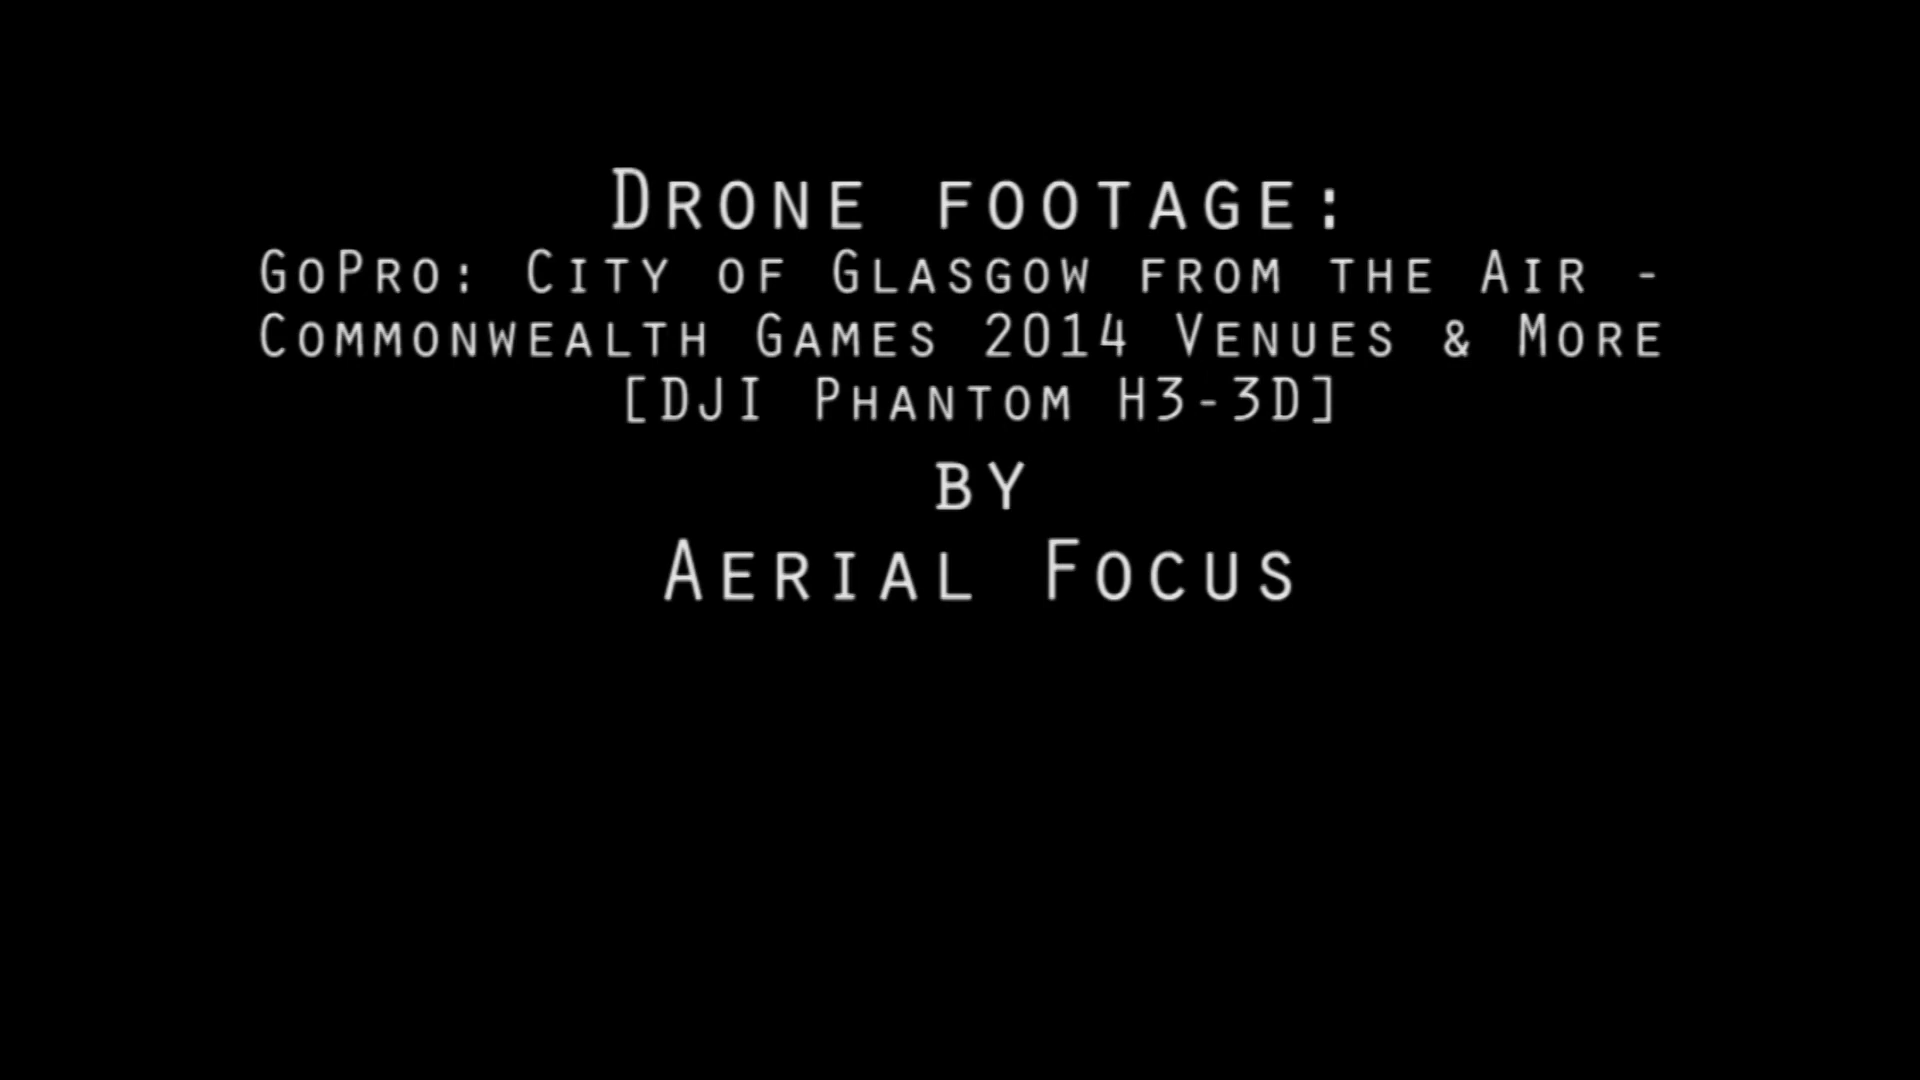 Drone footage:
GoPro: City of Glasgow from the Air -
Commonwealth Games 2014 Venues & More
[DJI Phantom H3-3D]
by
Aerial Focus